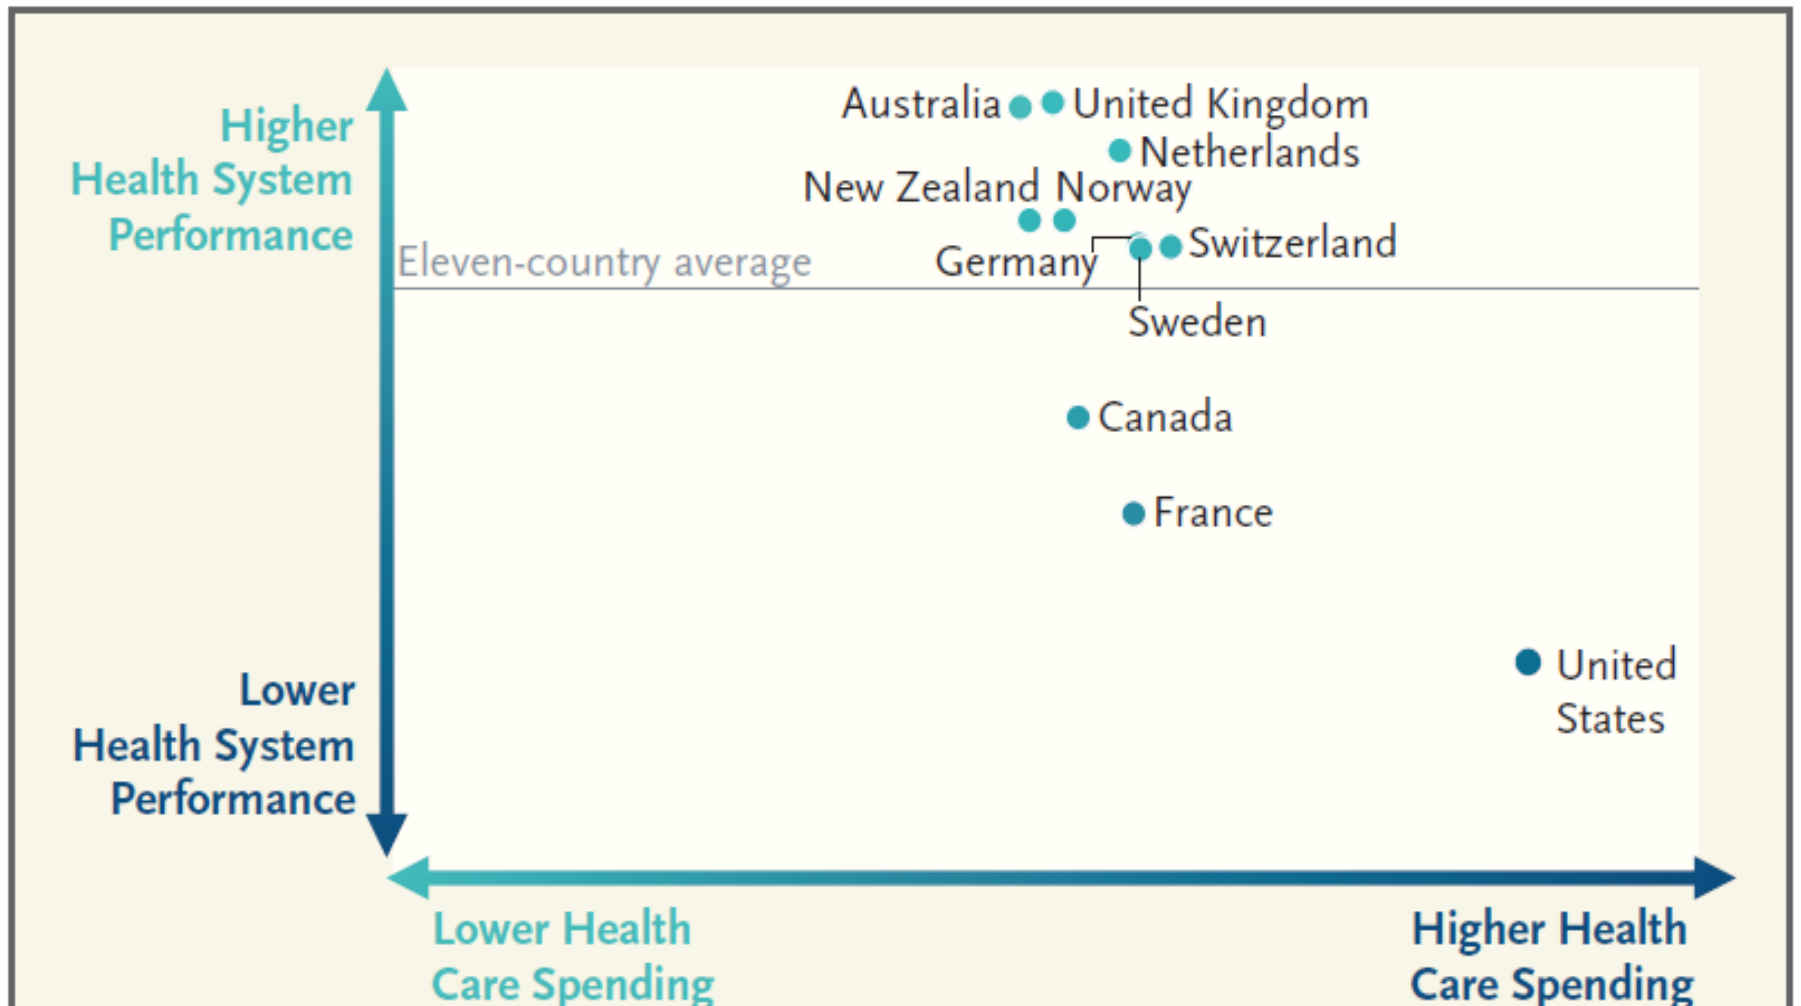 Higher
Health System
Performance
Australia
United Kingdom
Netherlands
New Zealand
Norway
Eleven-country average
Germany
Switzerland
Sweden
Canada
France
United
States
Lower
Health System
Performance
Lower Health
Care Spending
Higher Health
Care Spending